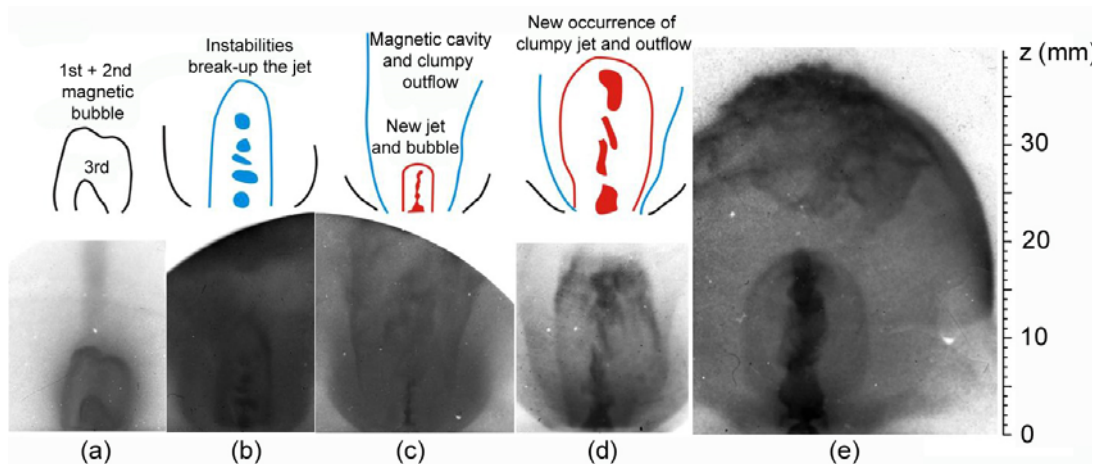 1st + 2nd
magnetic
bubble
3rd
Instabilities
break-up the jet
Magnetic cavity
and clumpy
outflow
New jet
and bubble
New occurrence of
clumpy jet and outflow
z (mm)
30
20
10
0
(a)
(b)
(c)
(d)
(e)